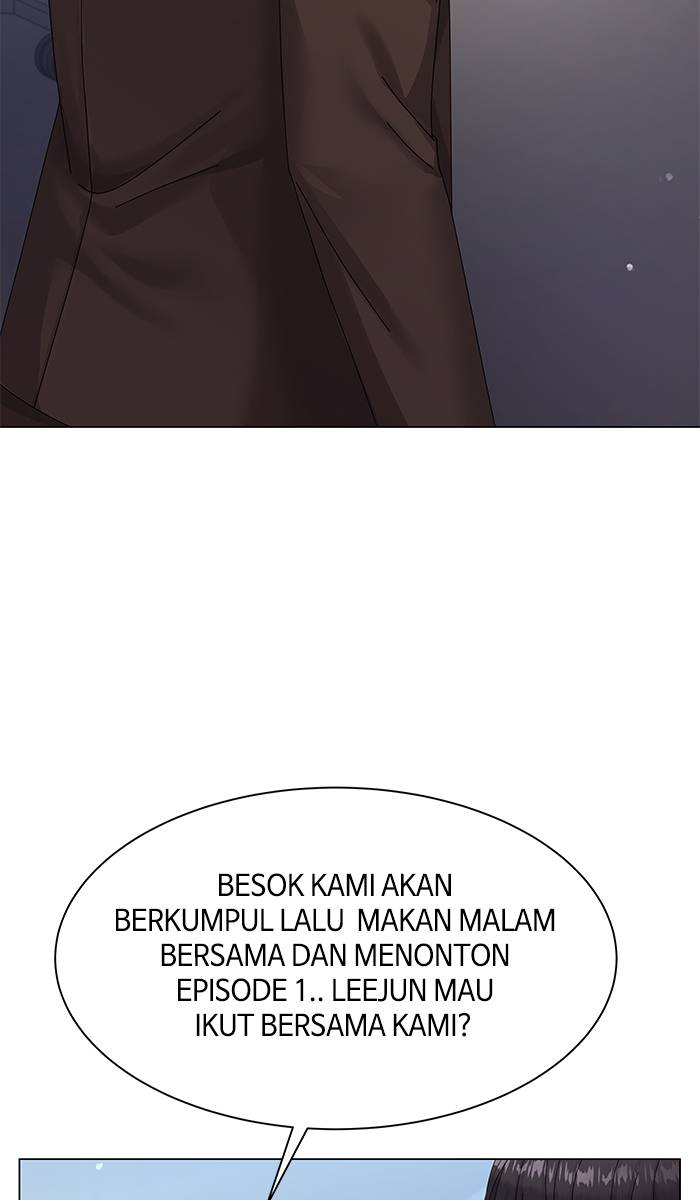 BESOK KAMI AKAN
BERKUMPUL LALU MAKAN MALAM
BERSAMA DAN MENONTON
EPISODE 1.. LEEJUN MAU
IKUT BERSAMA KAMI?